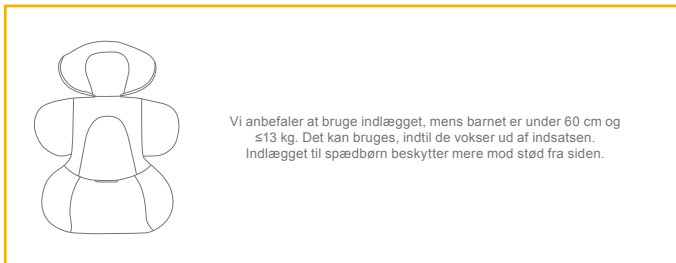 Vi anbefaler at bruge indlægget, mens barnet er under 60 cm og
≤13 kg. Det kan bruges, indtil de vokser ud af indsatsen.
Indlægget til spædbørn beskytter mere mod stød fra siden.